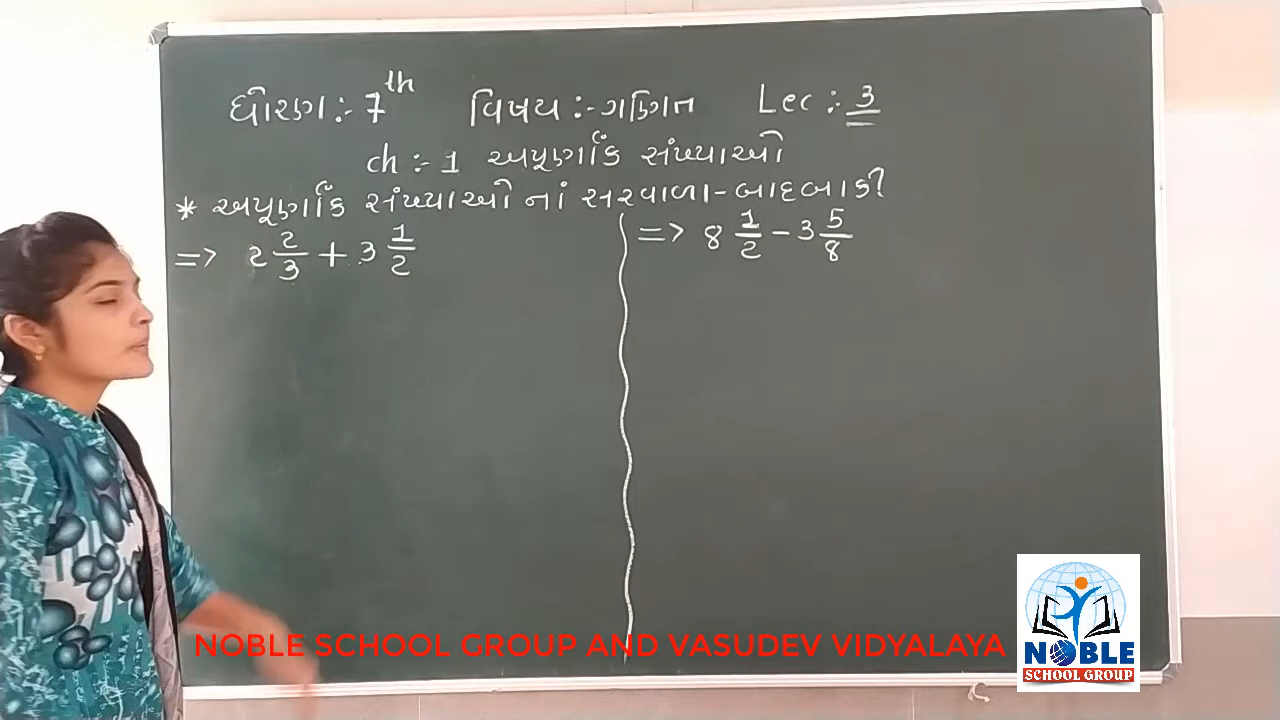 ધોરણ :- 7th વિષય :- ગણિત Lec :- 3
ch :- 1 અપૂર્ણાંક સંખ્યાઓ
* અપૂર્ણાંક સંખ્યાઓ નાં સરવાળા - બાદબાકી
=> 2 2/3 + 3 1/2
=> 8 1/2 - 3 5/8
NOBLE SCHOOL GROUP AND VASUDEV VIDYALAYA
NOBLE
SCHOOL GROUP